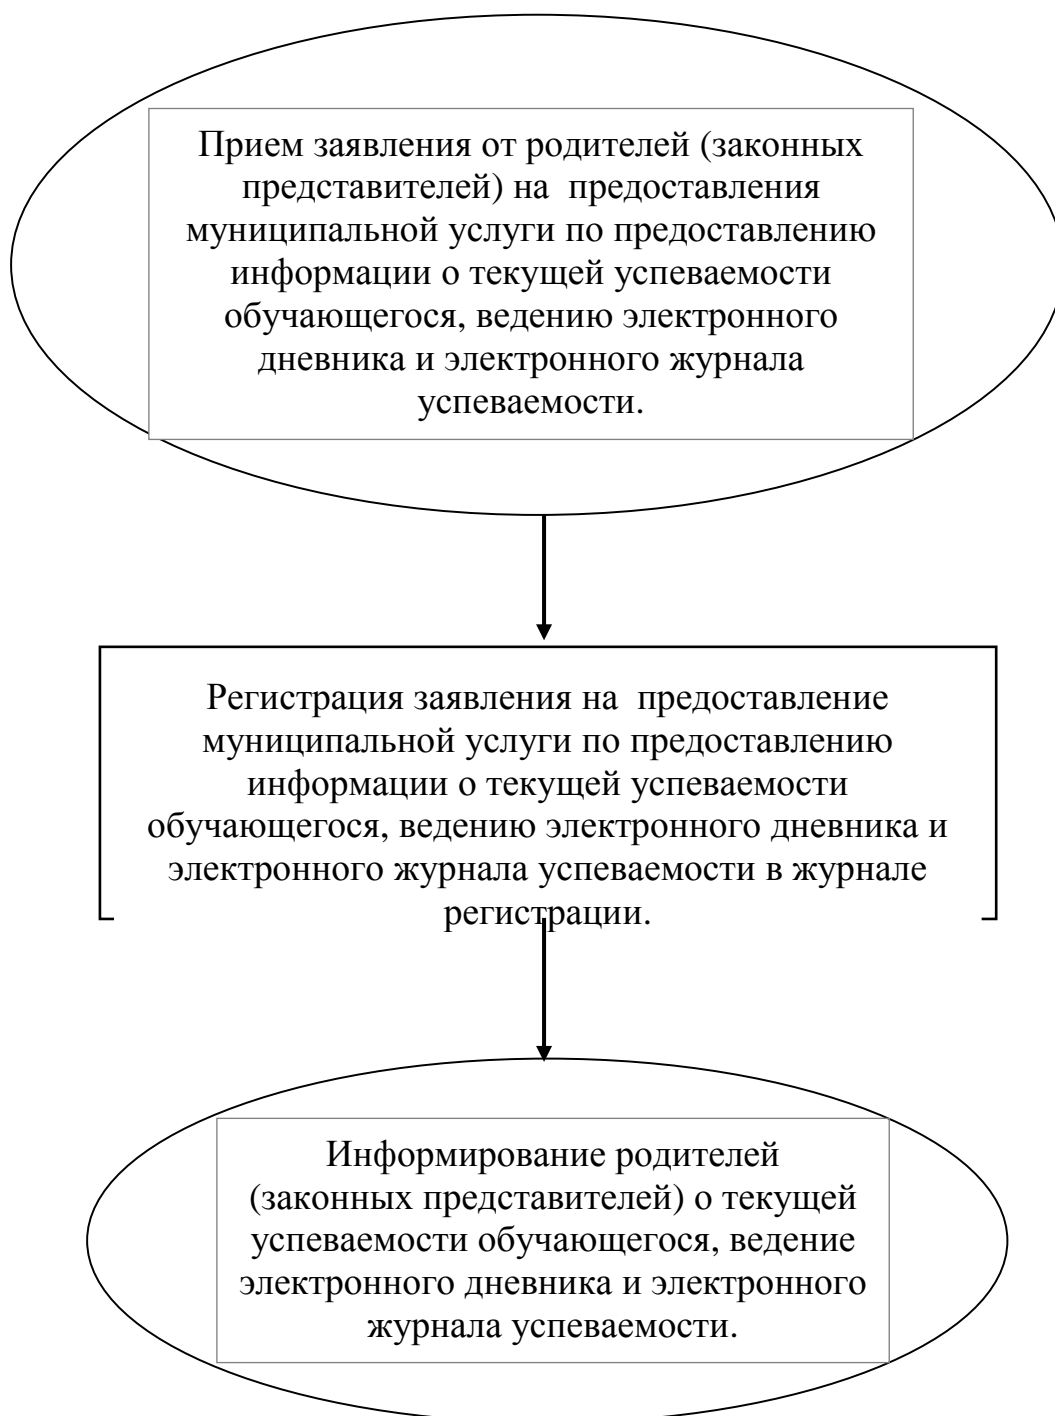 Прием заявления от родителей (законных
представителей) на  предоставления
муниципальной услуги по предоставлению
информации о текущей успеваемости
обучающегося, ведению электронного
дневника и электронного журнала
успеваемости.
Регистрация заявления на  предоставление
муниципальной услуги по предоставлению
информации о текущей успеваемости
обучающегося, ведению электронного дневника и
электронного журнала успеваемости в журнале
регистрации.
Информирование родителей
(законных представителей) о текущей
успеваемости обучающегося, ведение
электронного дневника и электронного
журнала успеваемости.